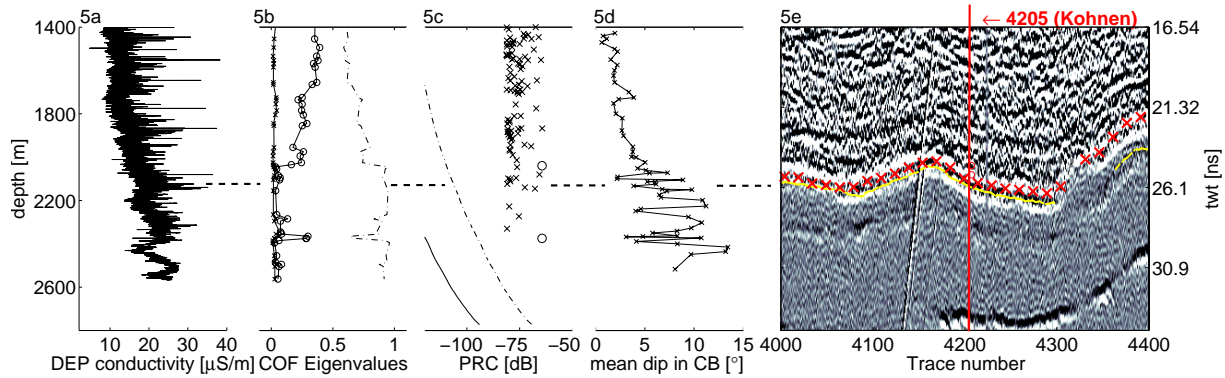 5a 5b 5c 5d 5e ← 4205 (Kohnen)
1400
1800
2200
2600
depth [m]
10 20 30 40
DEP conductivity [μS/m]
0 0.5 1
COF Eigenvalues
−100 −75 −50
PRC [dB]
0 5 10 15
mean dip in CB [°]
4000 4100 4200 4300 4400
Trace number
16.54
21.32
26.1
30.9
twt [ns]